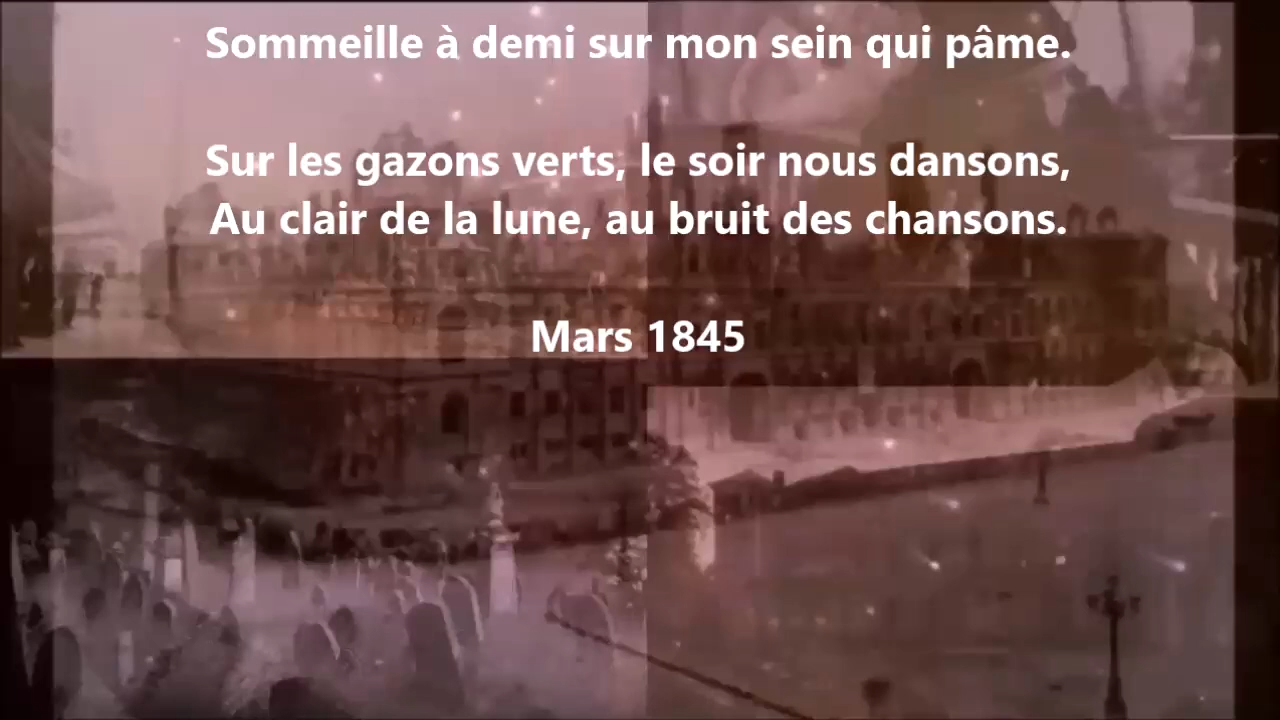 Sommeille à demi sur mon sein qui pâme.
Sur les gazons verts, le soir nous dansons,
Au clair de la lune, au bruit des chansons.
Mars 1845